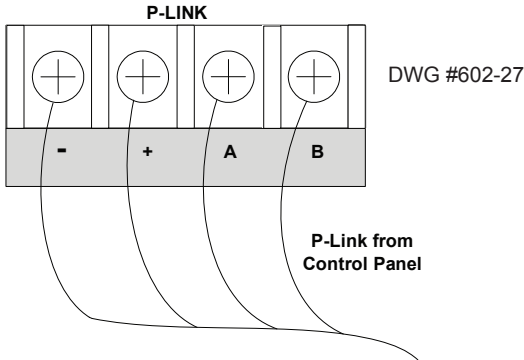 P-LINK
DWG #602-27
- + A B
P-Link from
Control Panel